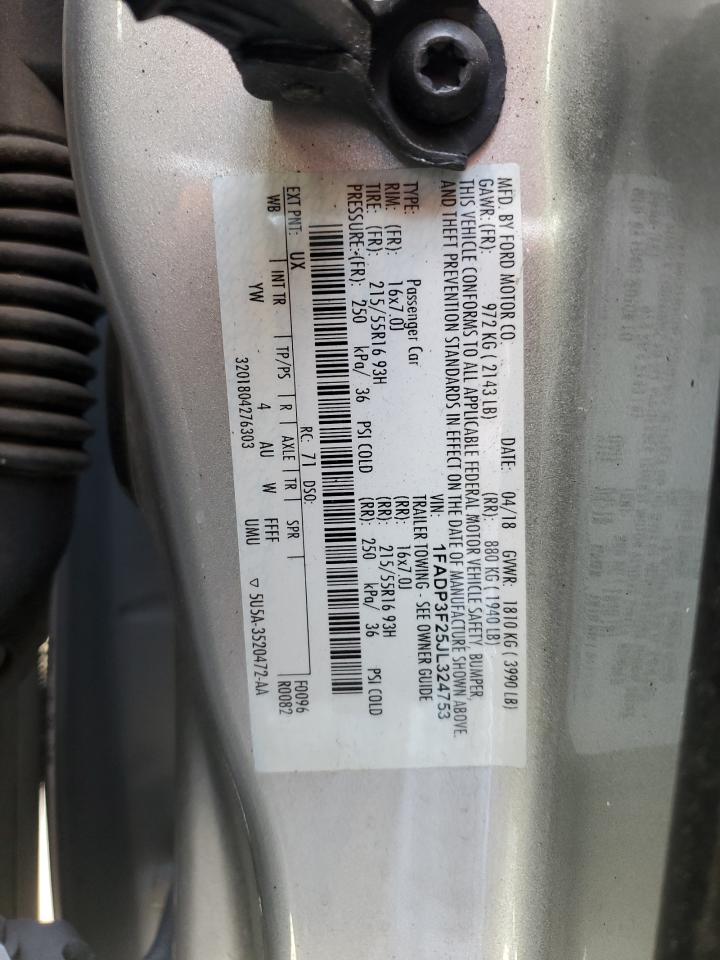 MFD. BY FORD MOTOR CO.
DATE: 04/18 GVWR: 1810 KG ( 3990 LB)
GAWR: (FR): 972 KG ( 2143 LB) (RR): 880 KG ( 1940 LB)
THIS VEHICLE CONFORMS TO ALL APPLICABLE FEDERAL MOTOR VEHICLE SAFETY, BUMPER,
AND THEFT PREVENTION STANDARDS IN EFFECT ON THE DATE OF MANUFACTURE SHOWN ABOVE.
VIN: 1FADP3F25JL324753
TYPE: Passenger Car TRAILER TOWING - SEE OWNER GUIDE
RIM: (FR): 16x7.0J (RR): 16x7.0J
TIRE: (FR): 215/55R16 93H (RR): 215/55R16 93H
PRESSURE:(FR): 250 kPa/ 36 PSI COLD (RR): 250 kPa/ 36 PSI COLD
EXT PNT: UX RC: 71 DSO: F0096
WB INT TR TP/PS R AXLE TR SPR R0082
YW 4 AU W FFFF
3201804276303 UMU ▽ 5U5A-3520472-AA